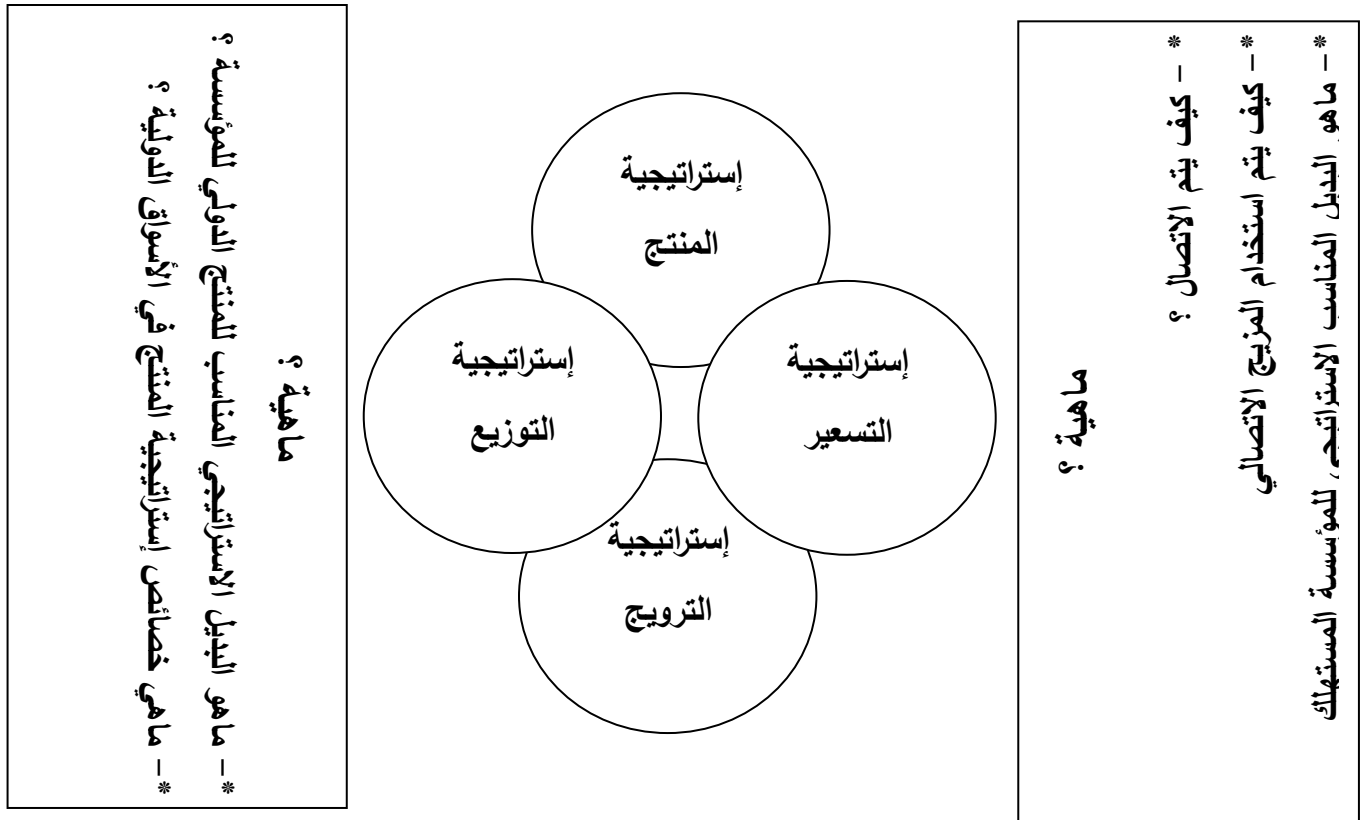 * – ماهو البديل المناسب الاستراتيجي للمؤسسة المستهلك
* – كيف يتم استخدام المزيج الاتصالي
* – كيف يتم الاتصال ؟
ماهية ؟
إستراتيجية
المنتج
إستراتيجية
التسعير
إستراتيجية
التوزيع
إستراتيجية
الترويج
ماهية ؟
* – ماهو البديل الاستراتيجي المناسب للمنتج الدولي للمؤسسة ؟
* – ماهي خصائص إستراتيجية المنتج في الأسواق الدولية ؟